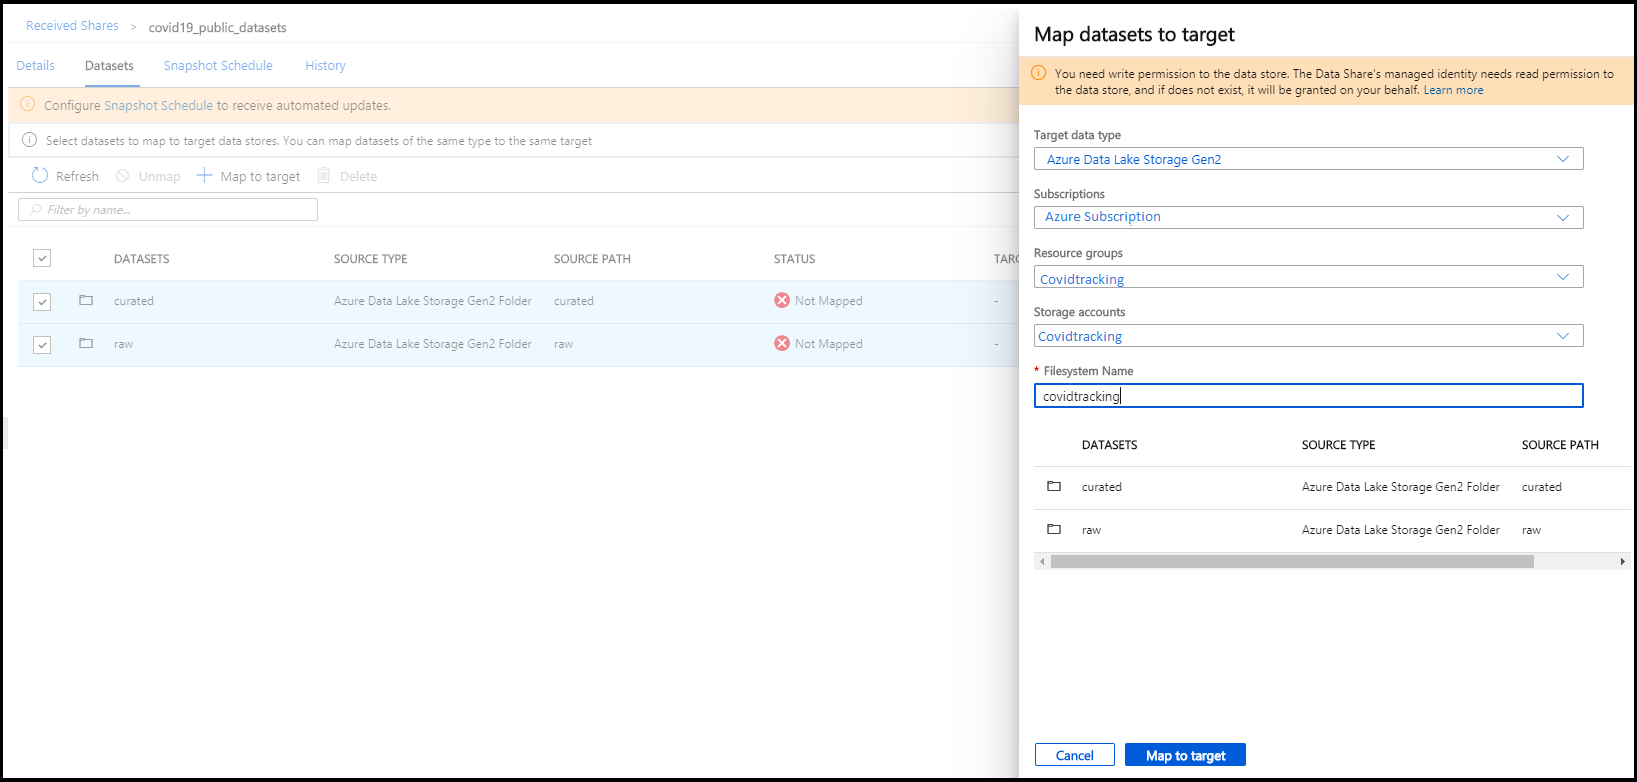 Received Shares > covid19_public_datasets
Details Datasets Snapshot Schedule History
Configure Snapshot Schedule to receive automated updates.
Select datasets to map to target data stores. You can map datasets of the same type to the same target
Refresh Unmap Map to target Delete
Filter by name...
DATASETS SOURCE TYPE SOURCE PATH STATUS TARG
curated Azure Data Lake Storage Gen2 Folder curated Not Mapped -
raw Azure Data Lake Storage Gen2 Folder raw Not Mapped -
Map datasets to target
You need write permission to the data store. The Data Share's managed identity needs read permission to
the data store, and if does not exist, it will be granted on your behalf. Learn more
Target data type
Azure Data Lake Storage Gen2
Subscriptions
Azure Subscription
Resource groups
Covidtracking
Storage accounts
Covidtracking
* Filesystem Name
covidtracking
DATASETS SOURCE TYPE SOURCE PATH
curated Azure Data Lake Storage Gen2 Folder curated
raw Azure Data Lake Storage Gen2 Folder raw
Cancel Map to target